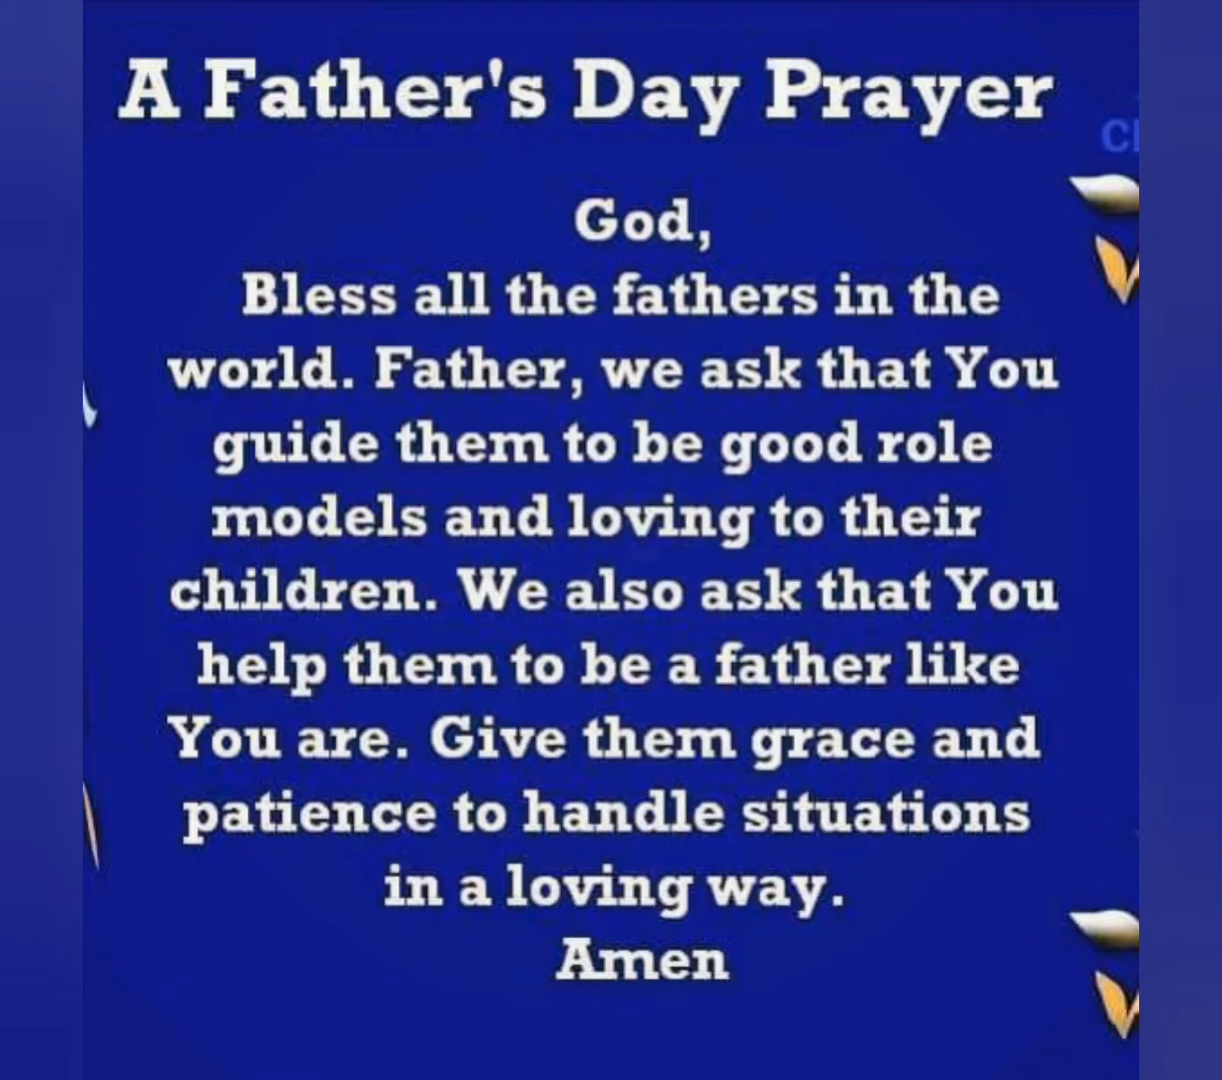 A Father's Day Prayer
God,
Bless all the fathers in the
world. Father, we ask that You
guide them to be good role
models and loving to their
children. We also ask that You
help them to be a father like
You are. Give them grace and
patience to handle situations
in a loving way.
Amen